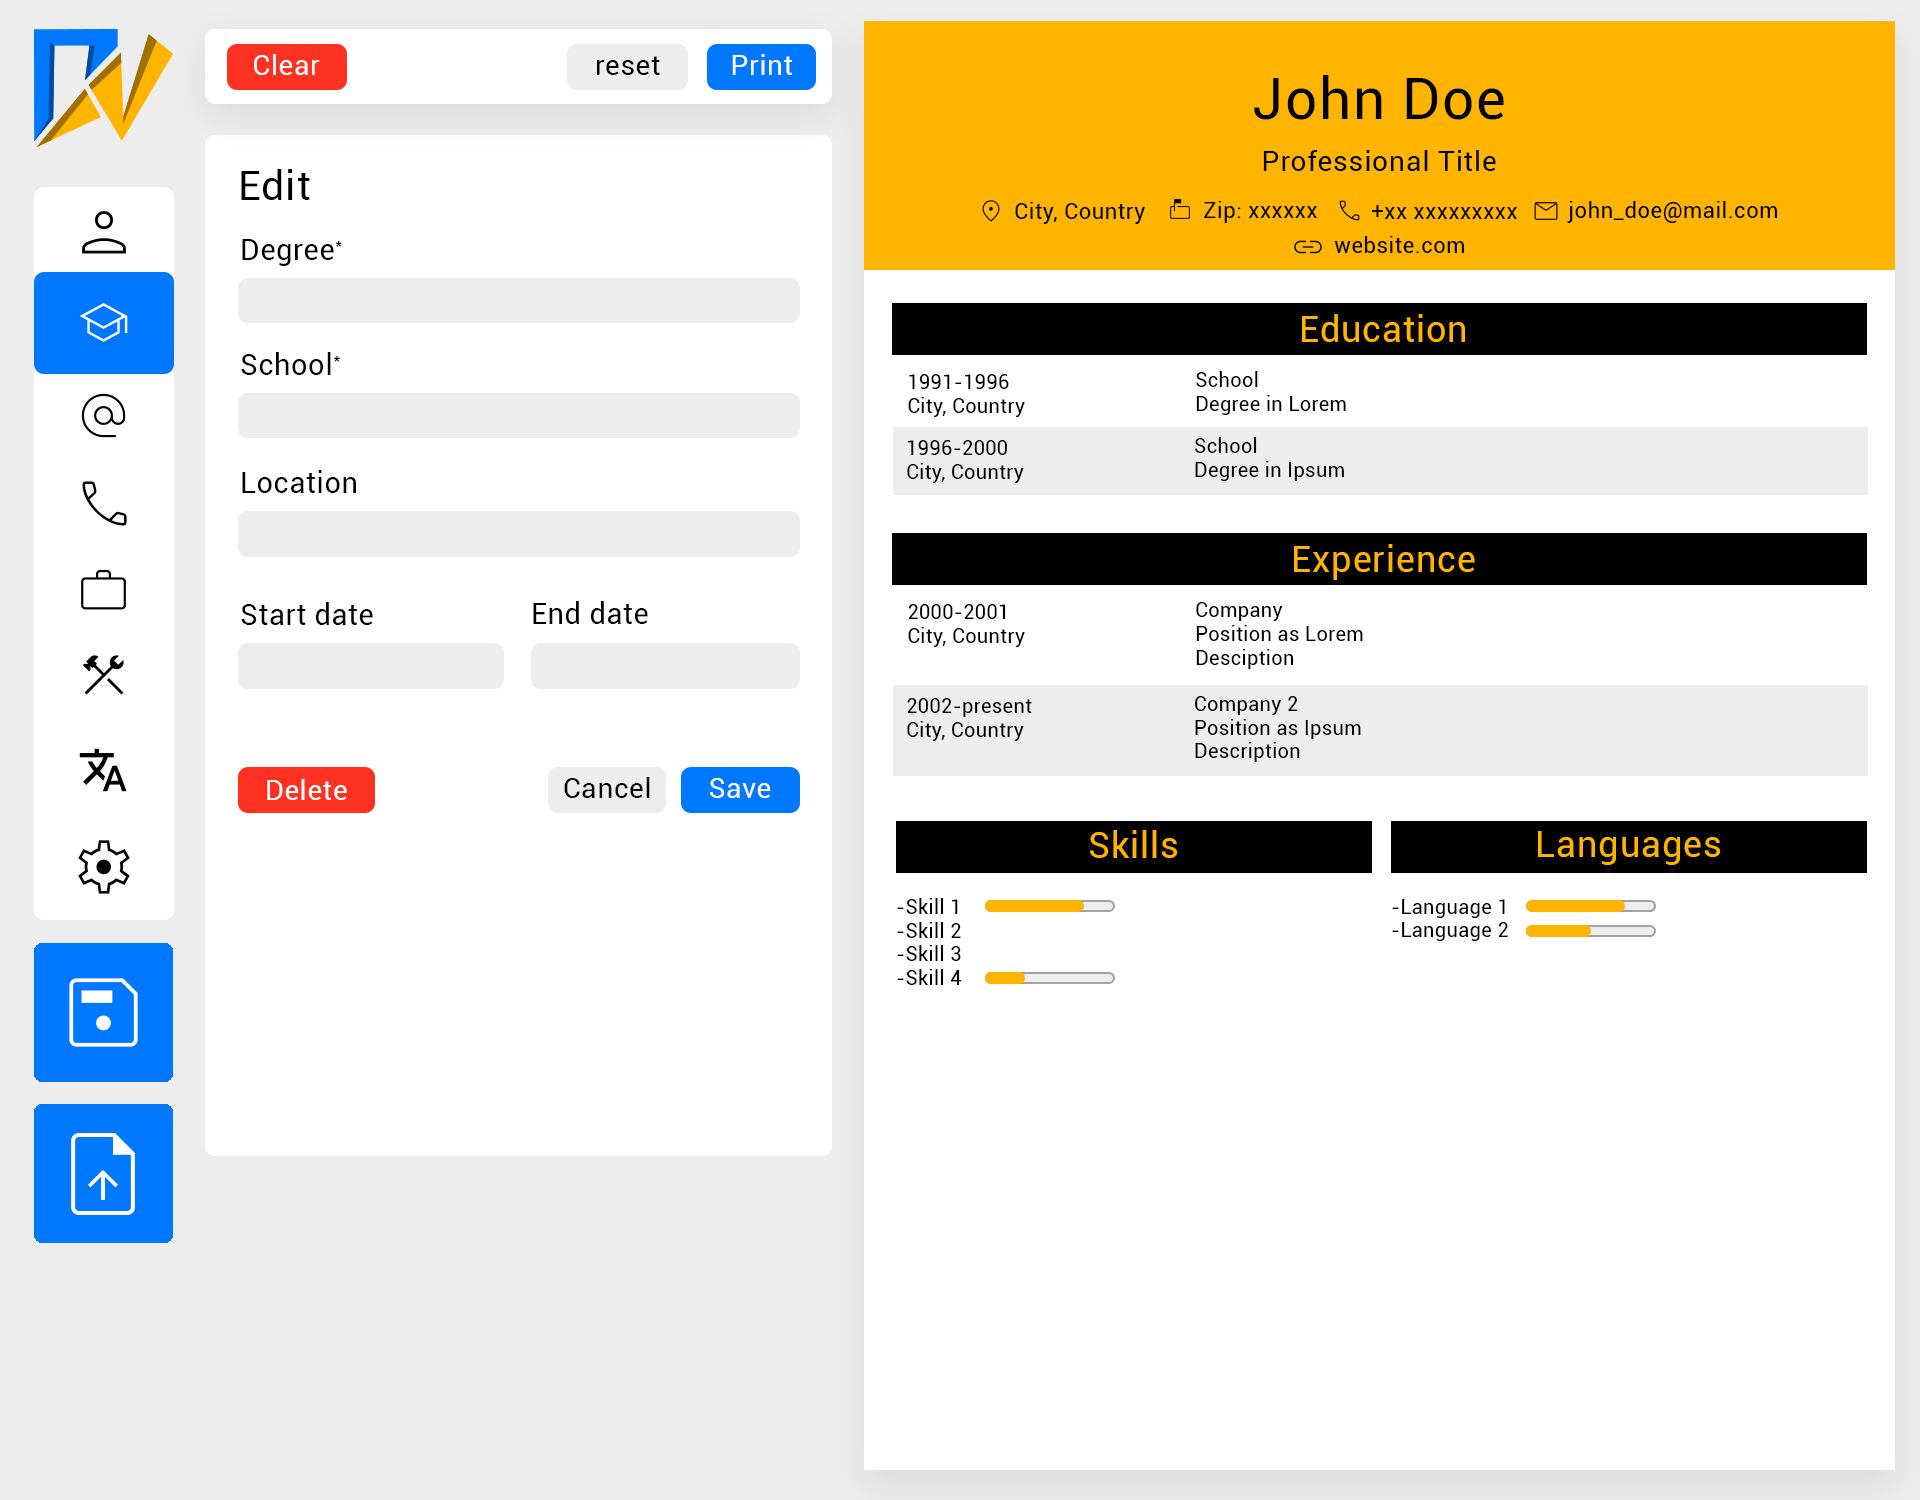 Clear
reset
Print
Edit
Degree*
School*
Location
Start date
End date
Delete
Cancel
Save
John Doe
Professional Title
City, Country
Zip: xxxxxx
+xx xxxxxxxxx
john_doe@mail.com
website.com
Education
1991-1996
City, Country
School
Degree in Lorem
1996-2000
City, Country
School
Degree in Ipsum
Experience
2000-2001
City, Country
Company
Position as Lorem
Desciption
2002-present
City, Country
Company 2
Position as Ipsum
Description
Skills
-Skill 1
-Skill 2
-Skill 3
-Skill 4
Languages
-Language 1
-Language 2